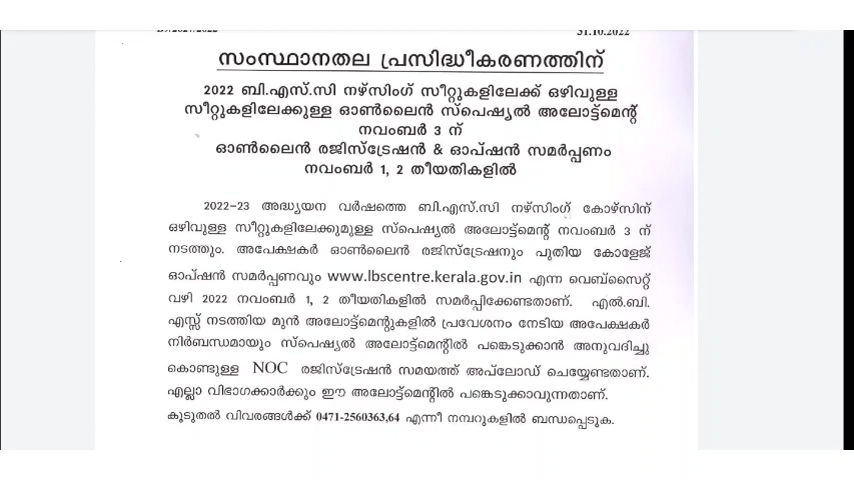 31.10.2022
സംസ്ഥാനതല പ്രസിദ്ധീകരണത്തിന്
2022 ബി.എസ്.സി നഴ്സിംഗ് സീറ്റുകളിലേക്ക് ഒഴിവുള്ള
സീറ്റുകളിലേക്കുള്ള ഓൺലൈൻ സ്പെഷ്യൽ അലോട്ട്മെന്റ്
നവംബർ 3 ന്
ഓൺലൈൻ രജിസ്ട്രേഷൻ & ഓപ്ഷൻ സമർപ്പണം
നവംബർ 1, 2 തീയതികളിൽ
2022-23 അദ്ധ്യയന വർഷത്തെ ബി.എസ്.സി നഴ്സിംഗ് കോഴ്സിന്
ഒഴിവുള്ള സീറ്റുകളിലേക്കുമുള്ള സ്പെഷ്യൽ അലോട്ട്മെന്റ് നവംബർ 3 ന്
നടത്തും. അപേക്ഷകർ ഓൺലൈൻ രജിസ്ട്രേഷനും പുതിയ കോളേജ്
ഓപ്ഷൻ സമർപ്പണവും www.lbscentre.kerala.gov.in എന്ന വെബ്സൈറ്റ്
വഴി 2022 നവംബർ 1, 2 തീയതികളിൽ സമർപ്പിക്കേണ്ടതാണ്. എൽ.ബി.
എസ്സ് നടത്തിയ മുൻ അലോട്ട്മെന്റുകളിൽ പ്രവേശനം നേടിയ അപേക്ഷകർ
നിർബന്ധമായും സ്പെഷ്യൽ അലോട്ട്മെന്റിൽ പങ്കെടുക്കാൻ അനുവദിച്ചു
കൊണ്ടുള്ള NOC രജിസ്ട്രേഷൻ സമയത്ത് അപ്‌ലോഡ് ചെയ്യേണ്ടതാണ്.
എല്ലാ വിഭാഗക്കാർക്കും ഈ അലോട്ട്മെന്റിൽ പങ്കെടുക്കാവുന്നതാണ്.
കൂടുതൽ വിവരങ്ങൾക്ക് 0471-2560363,64 എന്നീ നമ്പറുകളിൽ ബന്ധപ്പെടുക.